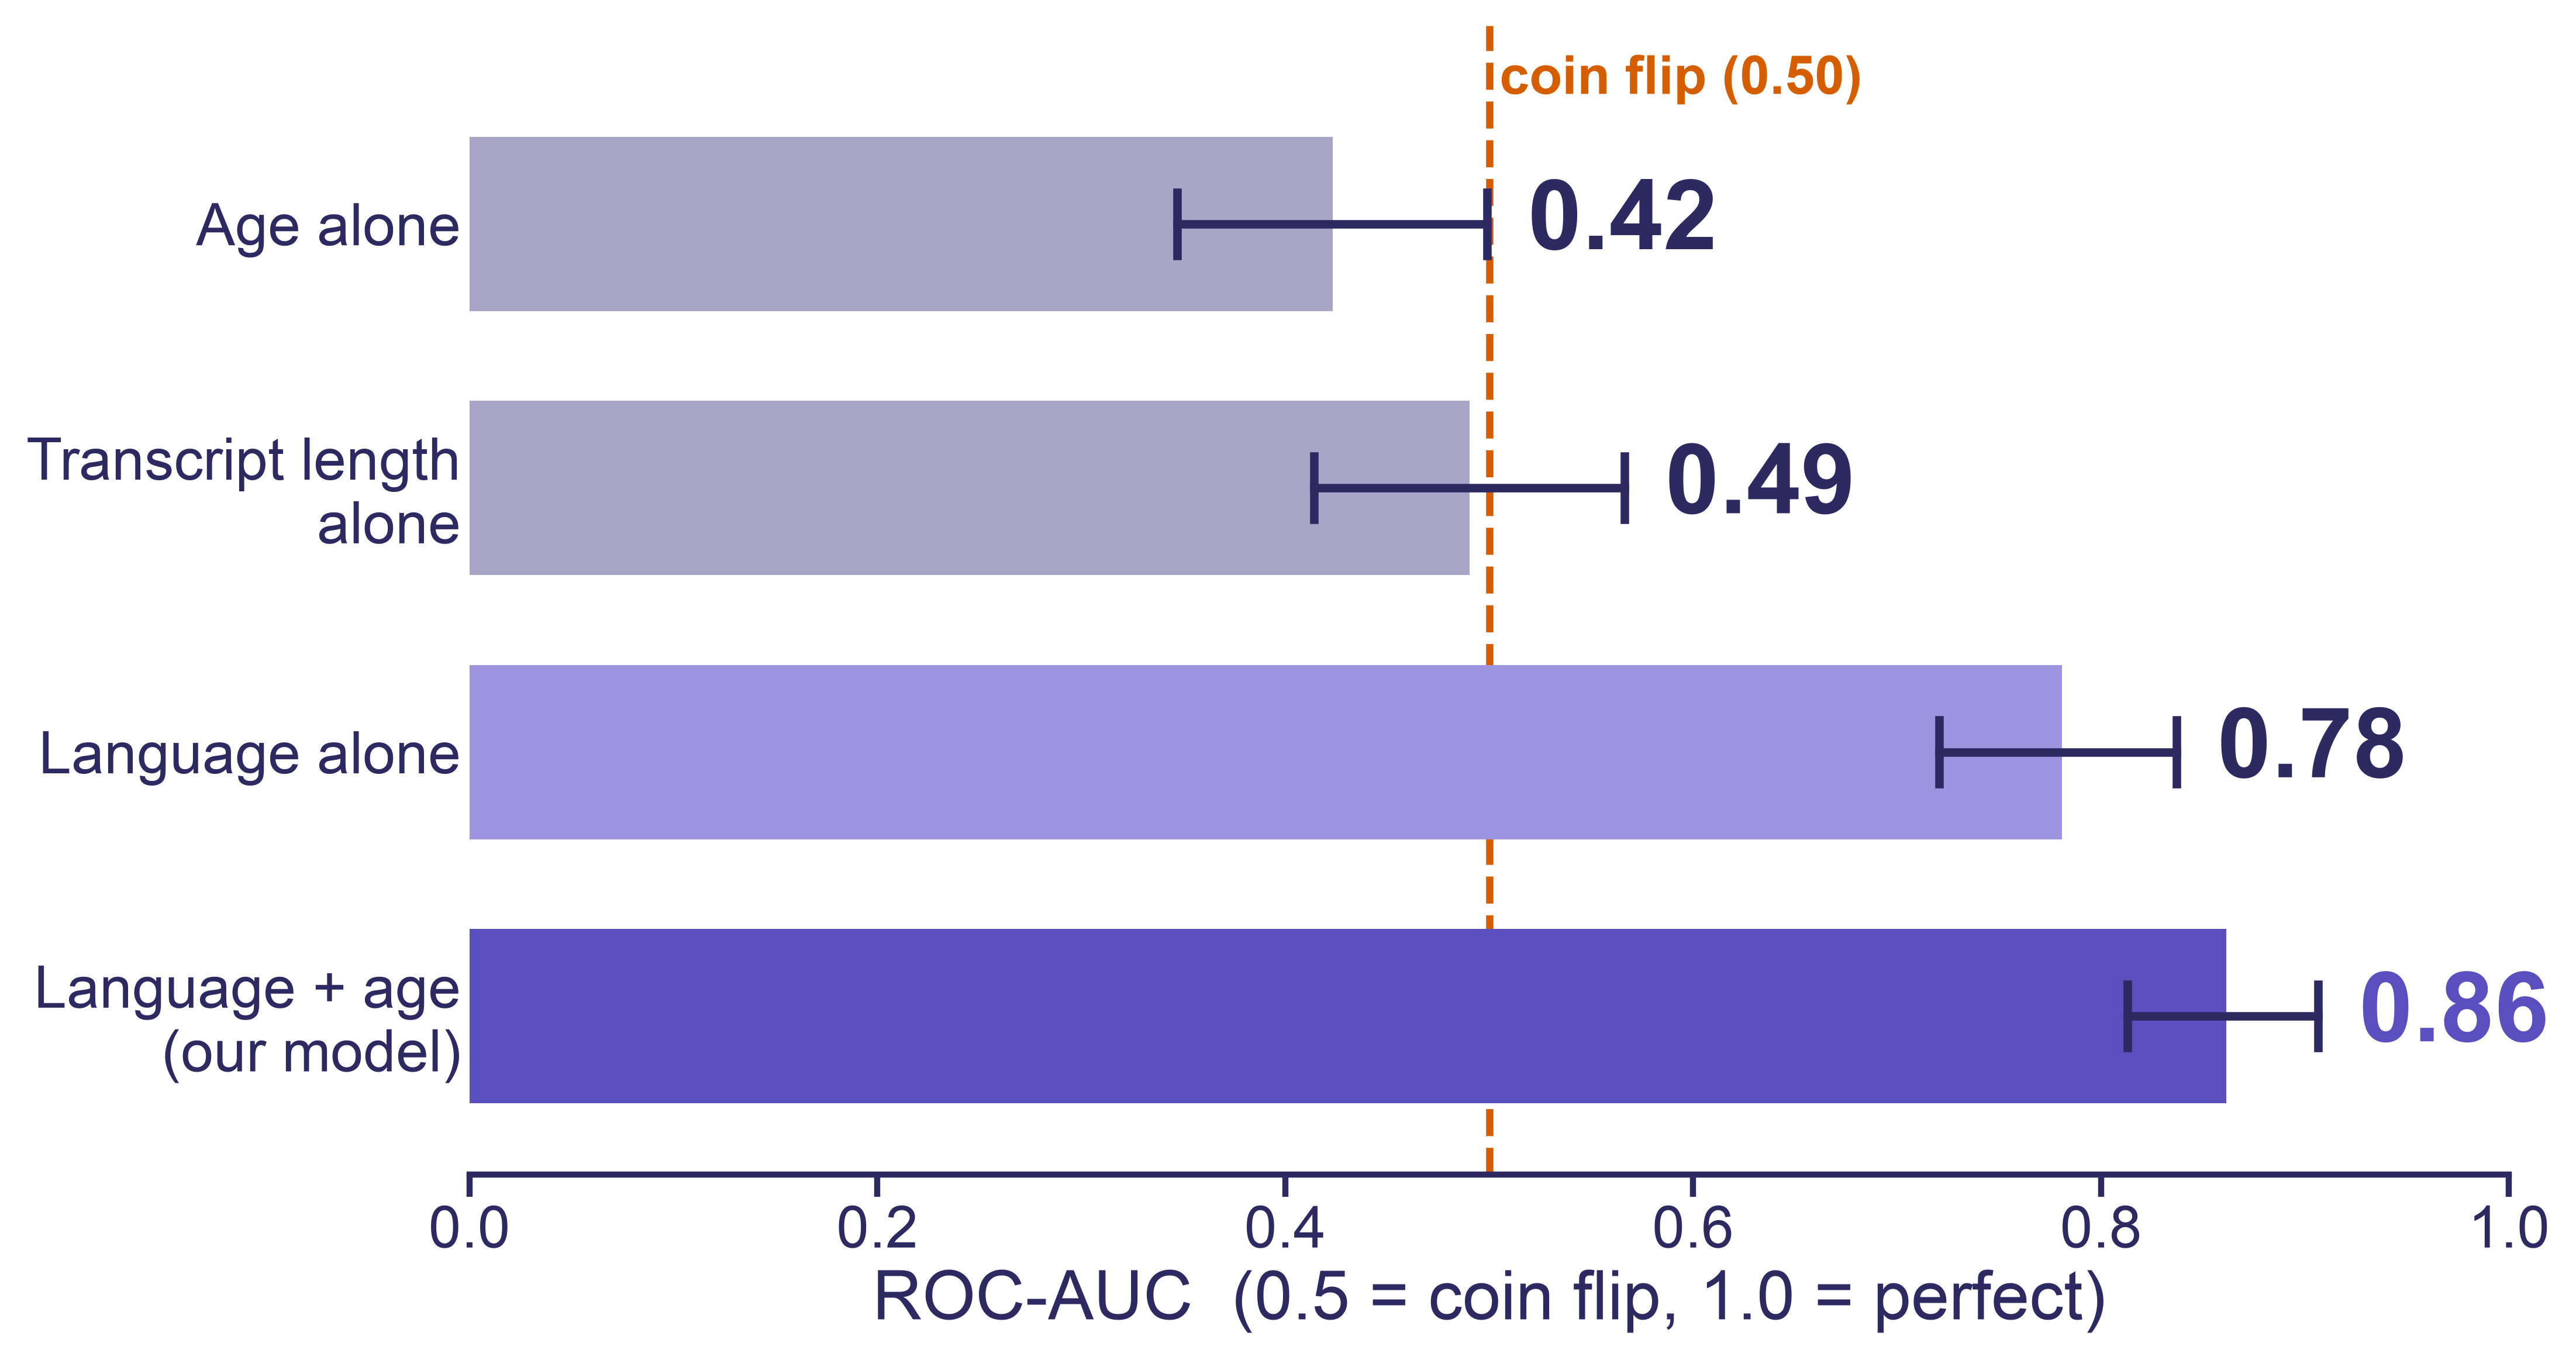 coin flip (0.50)
Age alone
0.42
Transcript length
alone
0.49
Language alone
0.78
Language + age
(our model)
0.86
0.0 0.2 0.4 0.6 0.8 1.0
ROC-AUC (0.5 = coin flip, 1.0 = perfect)